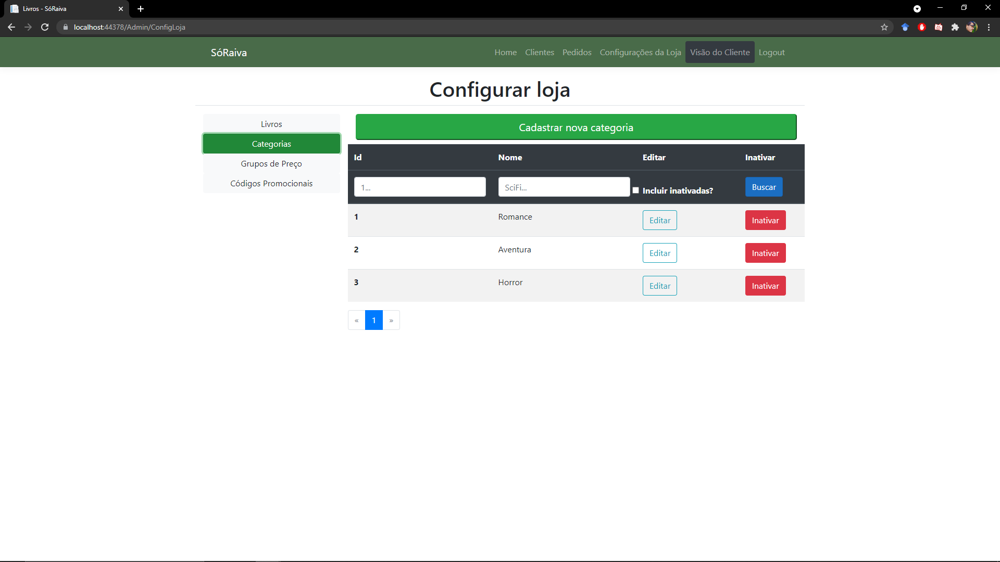 Livros - SóRaiva
localhost:44378/Admin/ConfigLoja
SóRaiva Home Clientes Pedidos Configurações da Loja Visão do Cliente Logout
Configurar loja
Livros
Categorias
Grupos de Preço
Códigos Promocionais
Cadastrar nova categoria
Id Nome Editar Inativar
1... SciFi... Incluir inativadas? Buscar
1 Romance Editar Inativar
2 Aventura Editar Inativar
3 Horror Editar Inativar
« 1 »